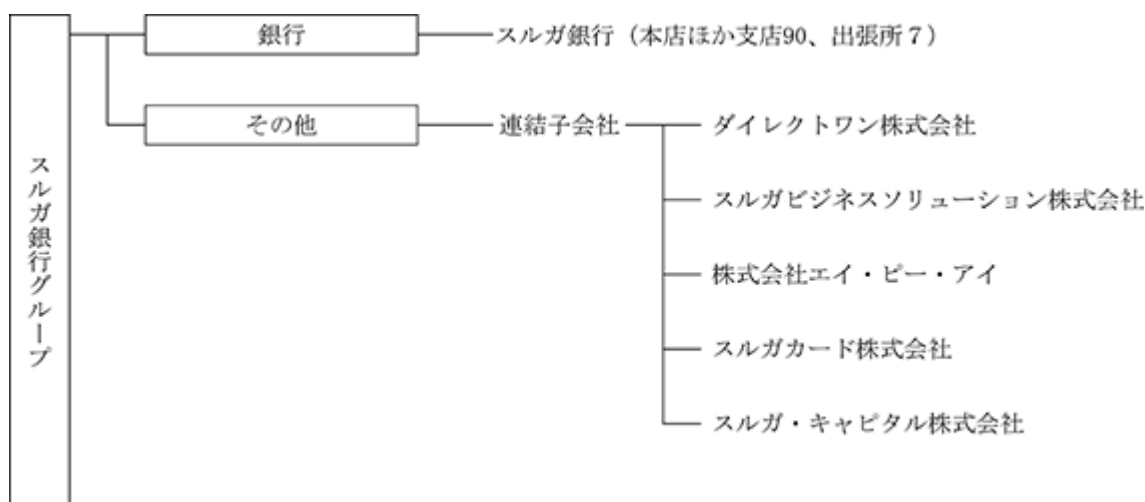 スルガ銀行グループ
銀行
スルガ銀行（本店ほか支店90、出張所７）
その他
連結子会社
ダイレクトワン株式会社
スルガビジネスソリューション株式会社
株式会社エイ・ピー・アイ
スルガカード株式会社
スルガ・キャピタル株式会社